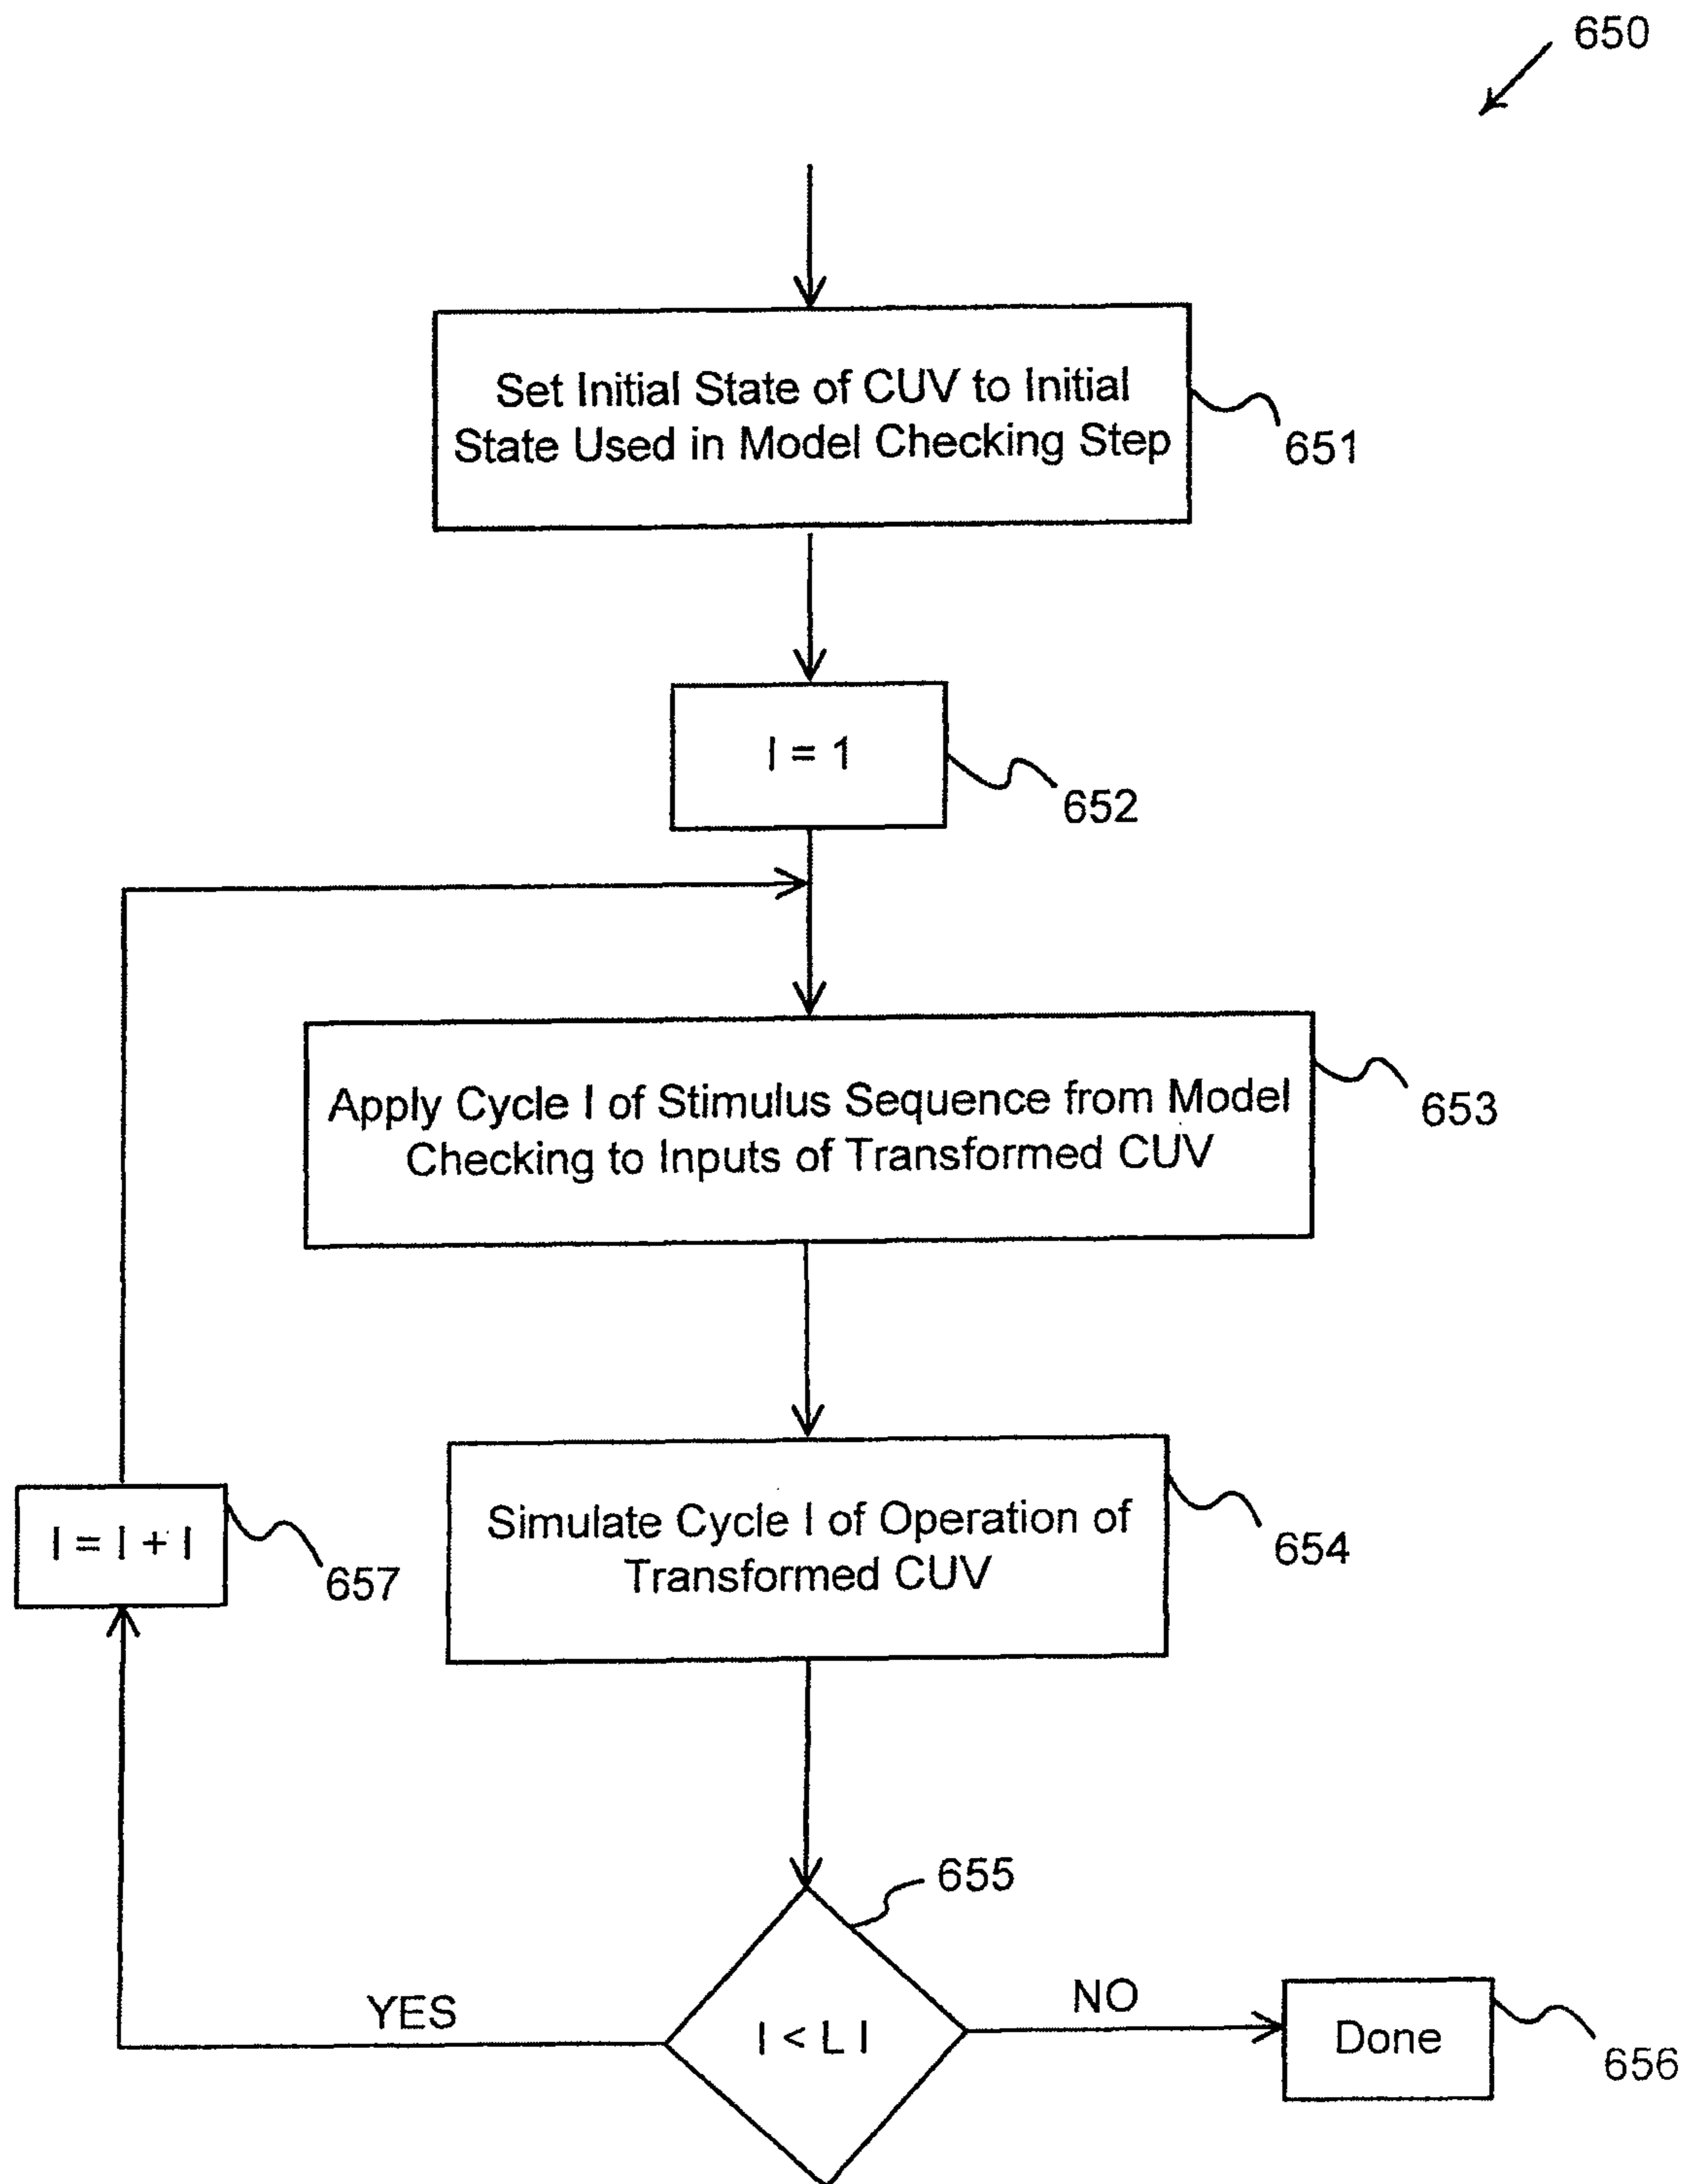 650
Set Initial State of CUV to Initial
State Used in Model Checking Step
651
I = 1
652
Apply Cycle I of Stimulus Sequence from Model
Checking to Inputs of Transformed CUV
653
Simulate Cycle I of Operation of
Transformed CUV
654
I = I + I
657
655
I < L I
YES
NO
Done
656